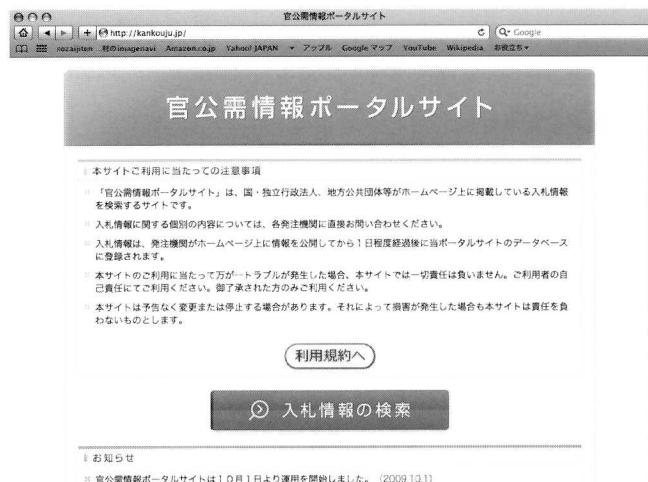 官公需情報ポータルサイト
http://kankouju.jp/
Google
Amazon.co.jp Yahoo! JAPAN アップル Google マップ YouTube Wikipedia お役立ち
官公需情報ポータルサイト
本サイトご利用に当たっての注意事項
「官公需情報ポータルサイト」は、国・独立行政法人、地方公共団体等がホームページ上に掲載している入札情報
を検索するサイトです。
入札情報に関する個別の内容については、各発注機関に直接お問い合わせください。
入札情報は、発注機関がホームページ上に情報を公開してから1日程度経過後に当ポータルサイトのデータベース
に登録されます。
本サイトのご利用に当たって万が一トラブルが発生した場合、本サイトでは一切責任は負いません。ご利用者の自
己責任にてご利用ください。御了承された方のみご利用ください。
本サイトは予告なく変更または停止する場合があります。それによって損害が発生した場合も本サイトは責任を負
わないものとします。
利用規約へ
入札情報の検索
お知らせ
官公需情報ポータルサイトは10月1日より運用を開始しました。(2009.10.1)